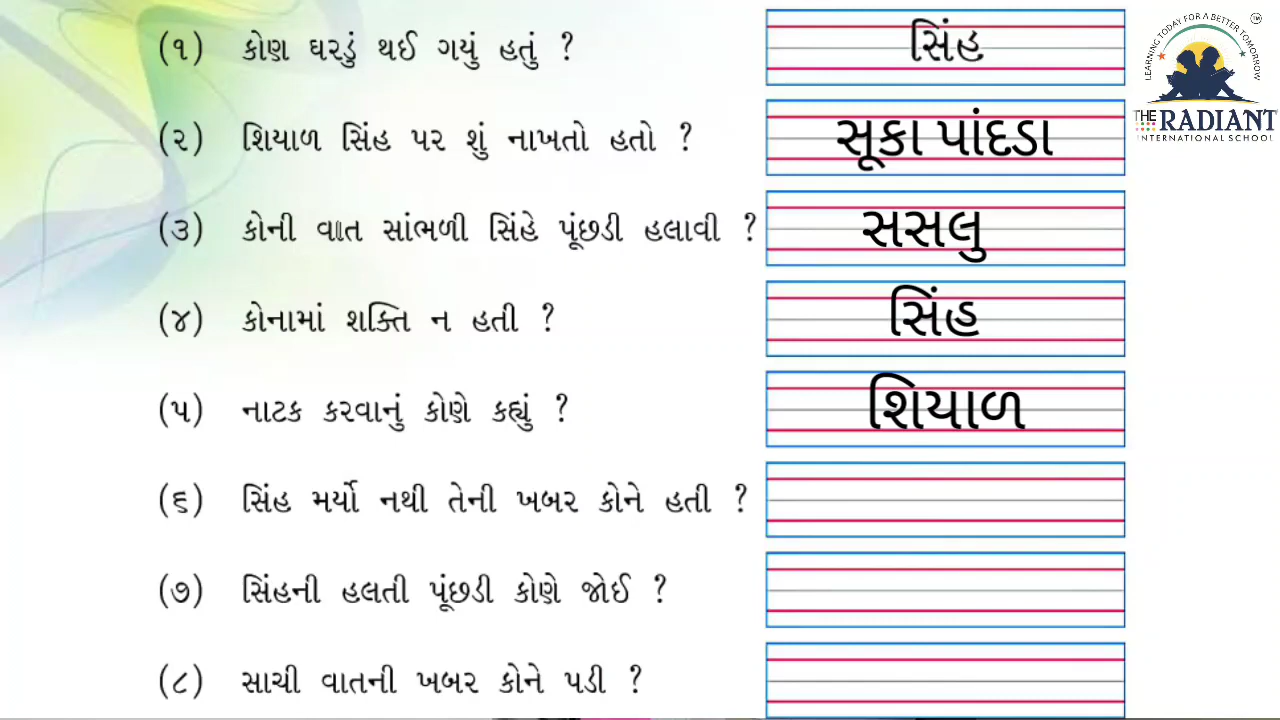 (૧) કોણ ઘરડું થઈ ગયું હતું ? સિંહ
(૨) શિયાળ સિંહ પર શું નાખતો હતો ? સૂકા પાંદડા
(૩) કોની વાત સાંભળી સિંહે પૂંછડી હલાવી ? સસલુ
(૪) કોનામાં શક્તિ ન હતી ? સિંહ
(૫) નાટક કરવાનું કોણે કહ્યું ? શિયાળ
(૬) સિંહ મર્યો નથી તેની ખબર કોને હતી ?
(૭) સિંહની હલતી પૂંછડી કોણે જોઈ ?
(૮) સાચી વાતની ખબર કોને પડી ?
LEARNING TODAY FOR A BETTER TOMORROW
TM
THE RADIANT
INTERNATIONAL SCHOOL